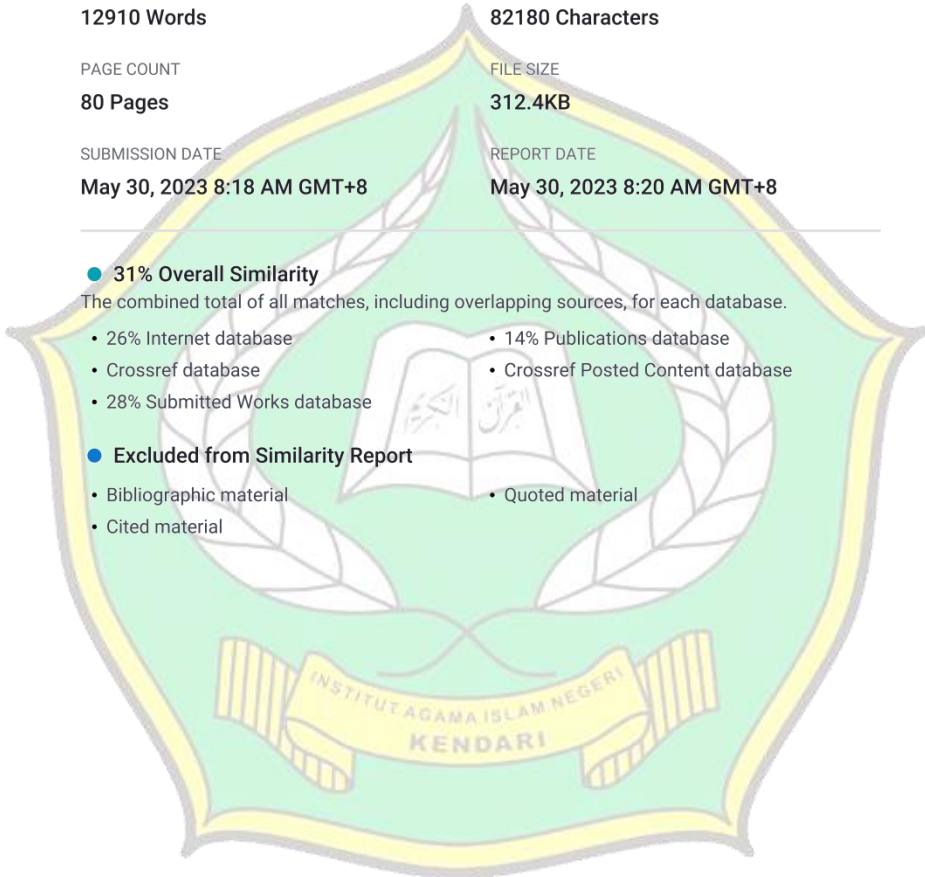 12910 Words
82180 Characters
PAGE COUNT
FILE SIZE
80 Pages
312.4KB
SUBMISSION DATE
REPORT DATE
May 30, 2023 8:18 AM GMT+8
May 30, 2023 8:20 AM GMT+8
● 31% Overall Similarity
The combined total of all matches, including overlapping sources, for each database.
• 26% Internet database
• 14% Publications database
• Crossref database
• Crossref Posted Content database
• 28% Submitted Works database
● Excluded from Similarity Report
• Bibliographic material
• Quoted material
• Cited material
القرآن الكريم
INSTITUT AGAMA ISLAM NEGERI
KENDARI